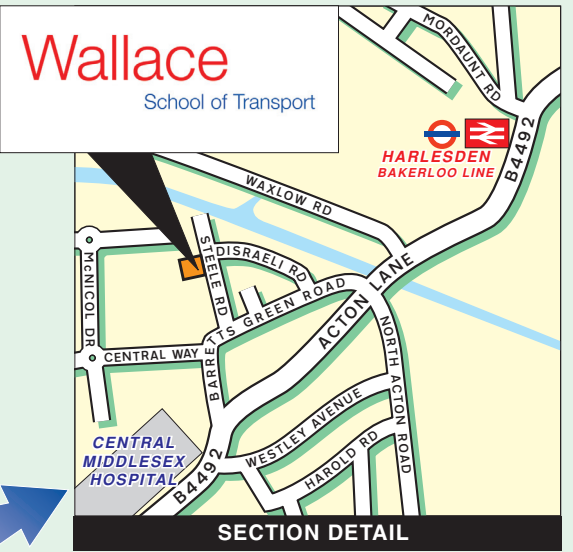 Wallace
School of Transport
MORDAUNT RD
B4492
HARLESDEN
BAKERLOO LINE
WAXLOW RD
DISRAELI RD
STEELE RD
McNICOL DR
BARRETTS GREEN ROAD
ACTON LANE
CENTRAL WAY
NORTH ACTON ROAD
WESTLEY AVENUE
HAROLD RD
CENTRAL
MIDDLESEX
HOSPITAL
B4492
SECTION DETAIL